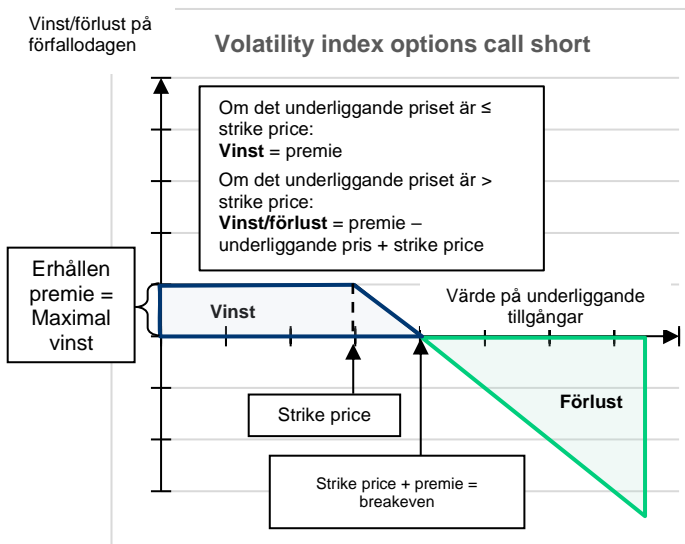 Vinst/förlust på
förfallodagen
Volatility index options call short
Om det underliggande priset är ≤
strike price:
Vinst = premie
Om det underliggande priset är >
strike price:
Vinst/förlust = premie –
underliggande pris + strike price
Erhållen
premie =
Maximal
vinst
Vinst
Värde på underliggande
tillgångar
Förlust
Strike price
Strike price + premie =
breakeven